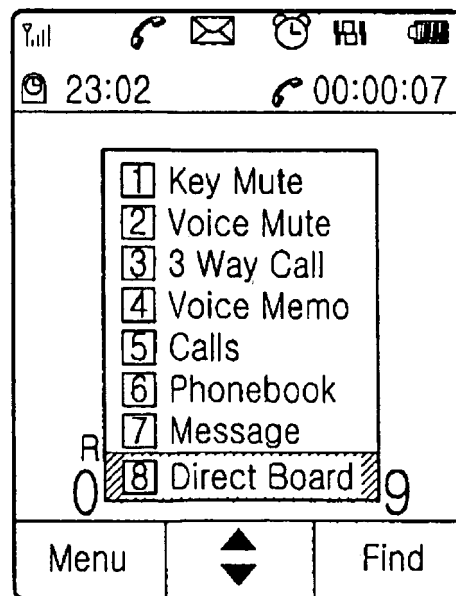 23:02 00:00:07
1 Key Mute
2 Voice Mute
3 3 Way Call
4 Voice Memo
5 Calls
6 Phonebook
7 Message
R
8 Direct Board
0 9
Menu Find